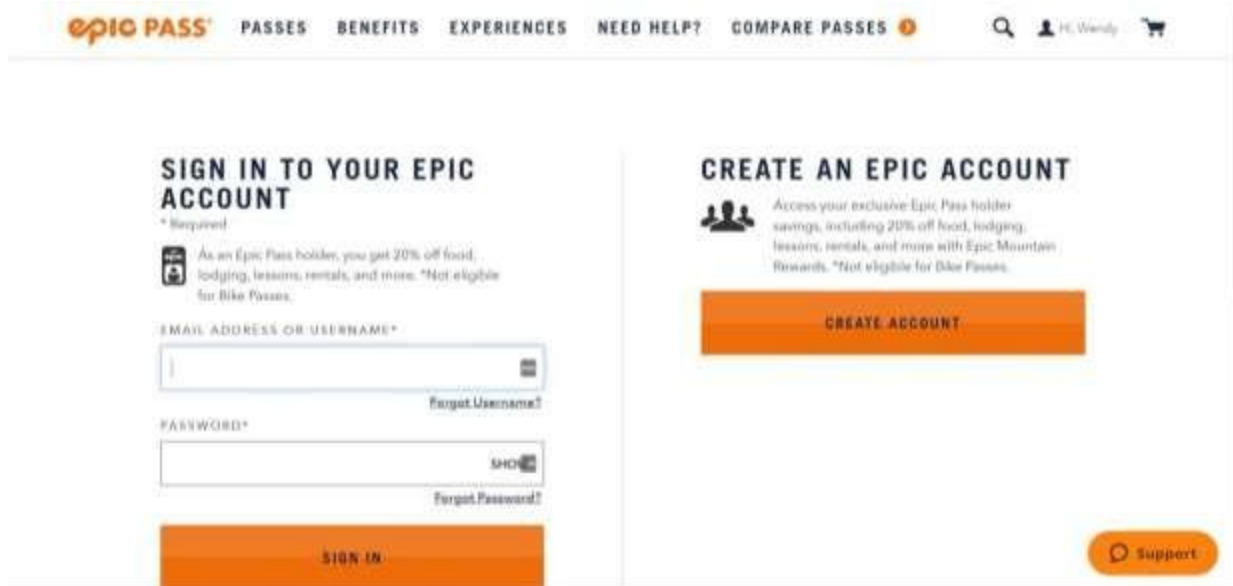 epic PASS PASSES BENEFITS EXPERIENCES NEED HELP? COMPARE PASSES Hi, Wendy
SIGN IN TO YOUR EPIC
ACCOUNT
* Required
As an Epic Pass holder, you get 20% off food,
lodging, lessons, rentals, and more. *Not eligible
for Bike Passes.
EMAIL ADDRESS OR USERNAME*
Forgot Username?
PASSWORD*
SHO
Forgot Password?
SIGN IN
CREATE AN EPIC ACCOUNT
Access your exclusive Epic Pass holder
savings, including 20% off food, lodging,
lessons, rentals, and more with Epic Mountain
Rewards. *Not eligible for Bike Passes.
CREATE ACCOUNT
Support